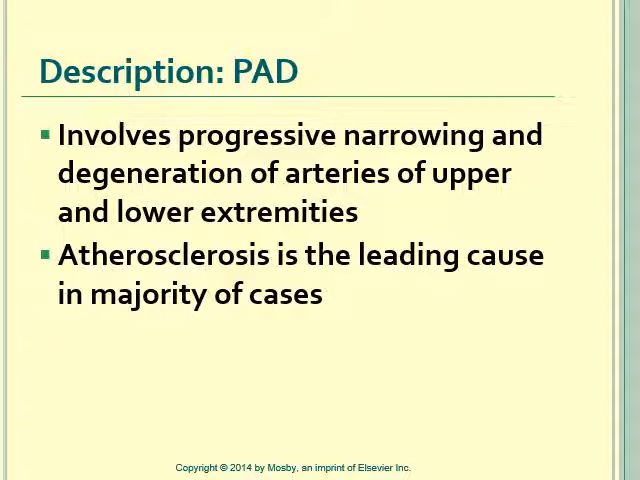 Description: PAD
Involves progressive narrowing and
degeneration of arteries of upper
and lower extremities
Atherosclerosis is the leading cause
in majority of cases
Copyright © 2014 by Mosby, an imprint of Elsevier Inc.